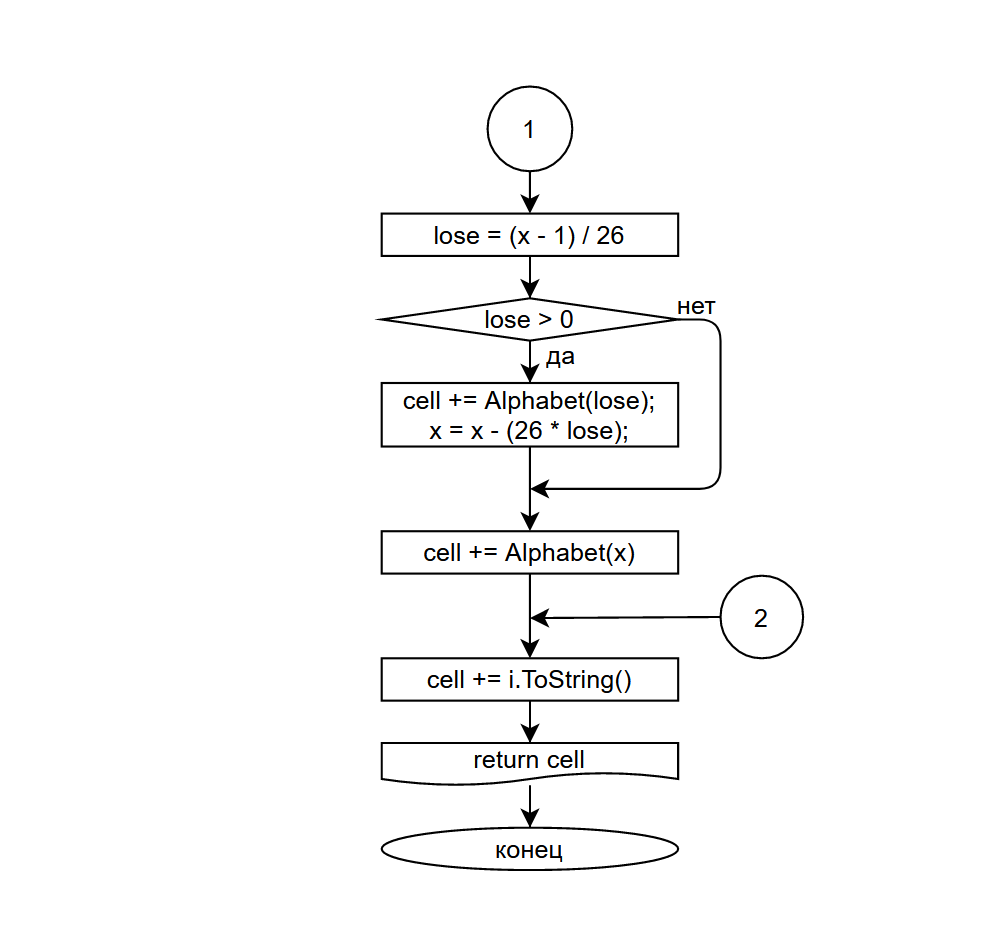 1
lose = (x - 1) / 26
нет
lose > 0
да
cell += Alphabet(lose);
x = x - (26 * lose);
cell += Alphabet(x)
2
cell += i.ToString()
return cell
конец